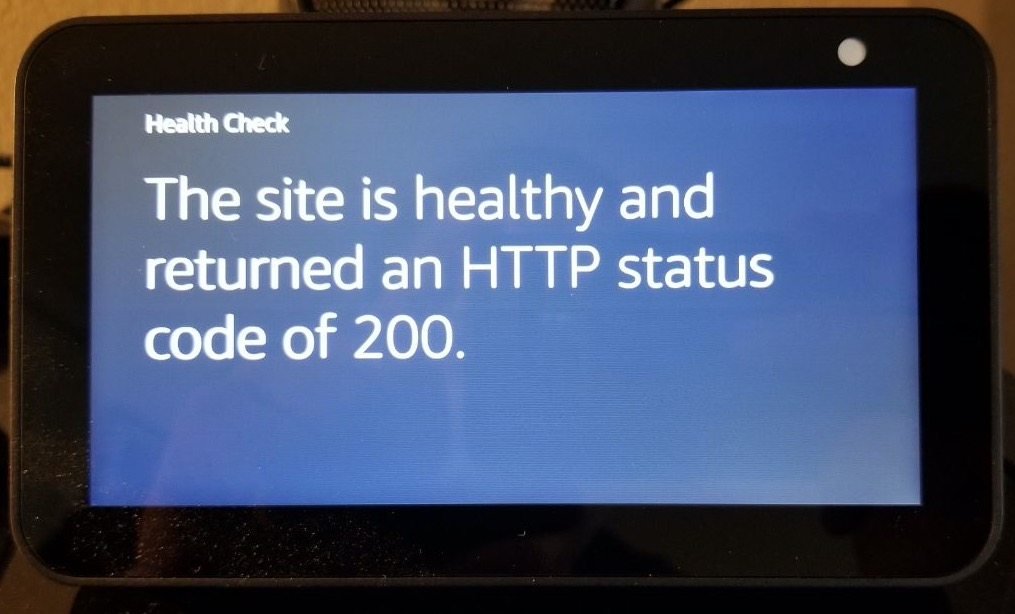 Health Check
The site is healthy and
returned an HTTP status
code of 200.